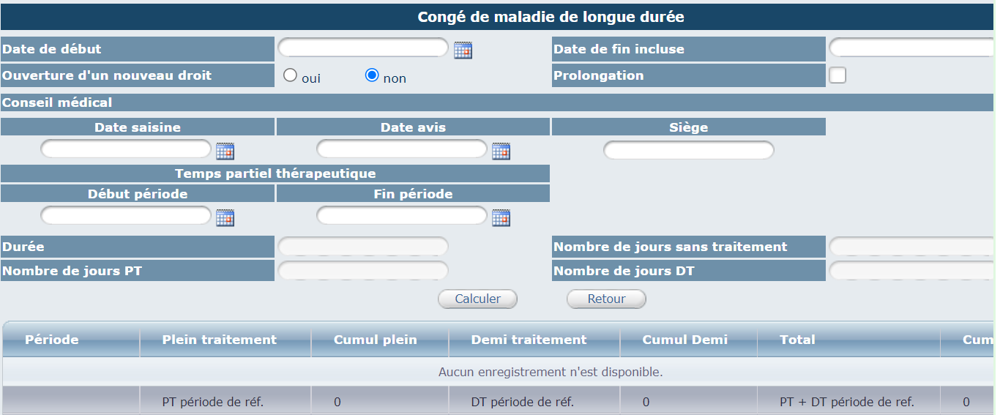 Congé de maladie de longue durée
Date de début Date de fin incluse
Ouverture d'un nouveau droit oui non Prolongation
Conseil médical
Date saisine Date avis Siège
Temps partiel thérapeutique
Début période Fin période
Durée Nombre de jours sans traitement
Nombre de jours PT Nombre de jours DT
Calculer Retour
Période Plein traitement Cumul plein Demi traitement Cumul Demi Total Cum
Aucun enregistrement n'est disponible.
PT période de réf. 0 DT période de réf. 0 PT + DT période de ref. 0